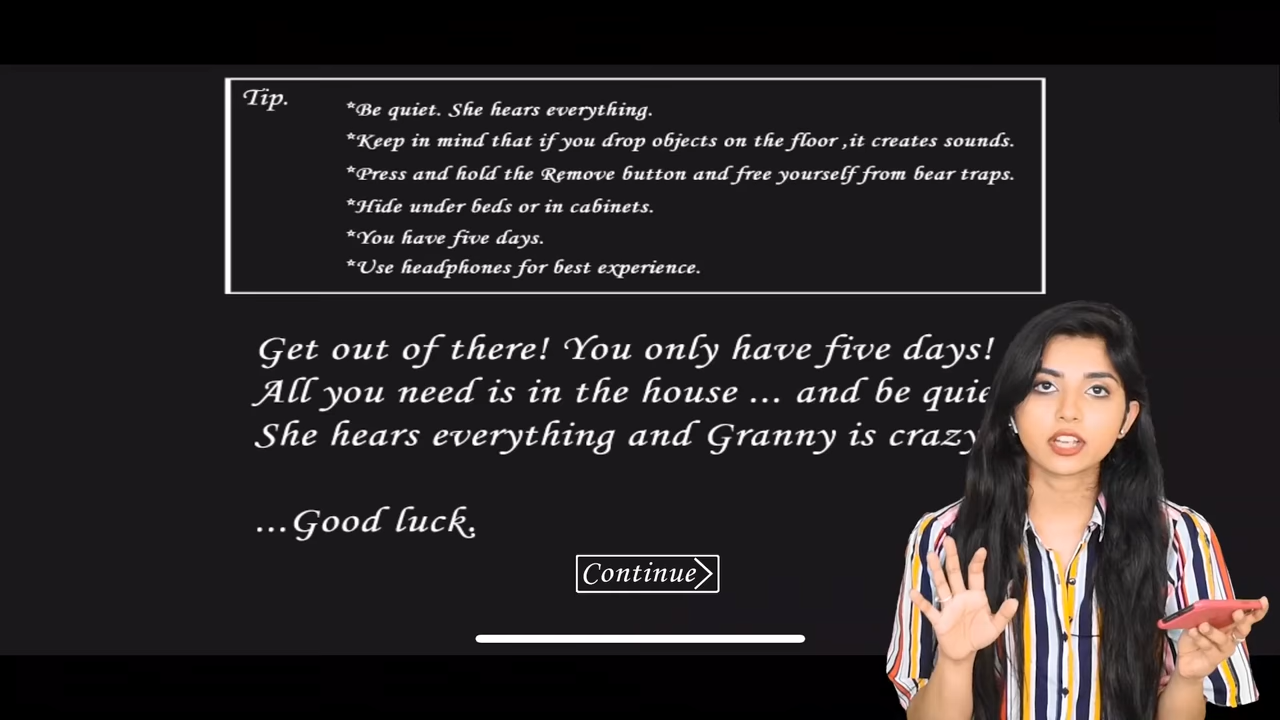 Tip.
*Be quiet. She hears everything.
*Keep in mind that if you drop objects on the floor ,it creates sounds.
*Press and hold the Remove button and free yourself from bear traps.
*Hide under beds or in cabinets.
*You have five days.
*Use headphones for best experience.
Get out of there! You only have five days!
All you need is in the house ... and be
She hears everything and Granny is crazy
...Good luck.
Continue>